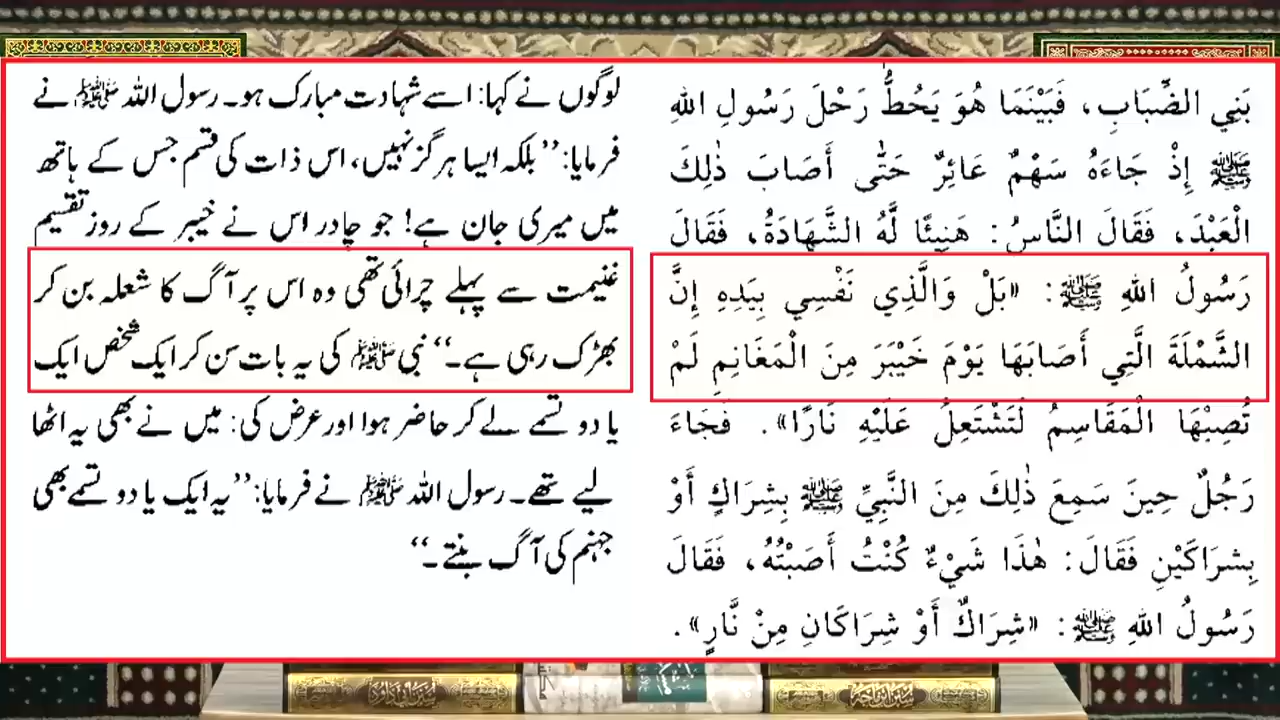 بَنِي الضِّبَابِ، فَبَيْنَمَا هُوَ يَحُطُّ رَحْلَ رَسُولِ اللهِ
ﷺ إِذْ جَاءَهُ سَهْمٌ عَائِرٌ حَتَّى أَصَابَ ذٰلِكَ
الْعَبْدَ، فَقَالَ النَّاسُ: هَنِيئًا لَّهُ الشَّهَادَةُ، فَقَالَ
رَسُولُ اللهِ ﷺ: «بَلْ وَالَّذِي نَفْسِي بِيَدِهِ إِنَّ
الشَّمْلَةَ الَّتِي أَصَابَهَا يَوْمَ خَيْبَرَ مِنَ الْمَغَانِمِ لَمْ
تُصِبْهَا الْمَقَاسِمُ لَتَشْتَعِلُ عَلَيْهِ نَارًا». فَجَاءَ
رَجُلٌ حِينَ سَمِعَ ذٰلِكَ مِنَ النَّبِيِّ ﷺ بِشِرَاكٍ أَوْ
بِشِرَاكَيْنِ فَقَالَ: هٰذَا شَيْءٌ كُنْتُ أَصَبْتُهُ، فَقَالَ
رَسُولُ اللهِ ﷺ: «شِرَاكٌ أَوْ شِرَاكَانِ مِنْ نَّارٍ».
لوگوں نے کہا: اسے شہادت مبارک ہو۔ رسول اللہ ﷺ نے
فرمایا: ’’بلکہ ایسا ہرگز نہیں، اس ذات کی قسم جس کے ہاتھ
میں میری جان ہے! جو چادر اس نے خیبر کے روز تقسیم
غنیمت سے پہلے چرائی تھی وہ اس پر آگ کا شعلہ بن کر
بھڑک رہی ہے۔‘‘ نبی ﷺ کی یہ بات سن کر ایک شخص ایک
یا دو تسمے لے کر حاضر ہوا اور عرض کی: میں نے بھی یہ اٹھا
لیے تھے۔ رسول اللہ ﷺ نے فرمایا: ’’یہ ایک یا دو تسمے بھی
جہنم کی آگ بنتے۔‘‘